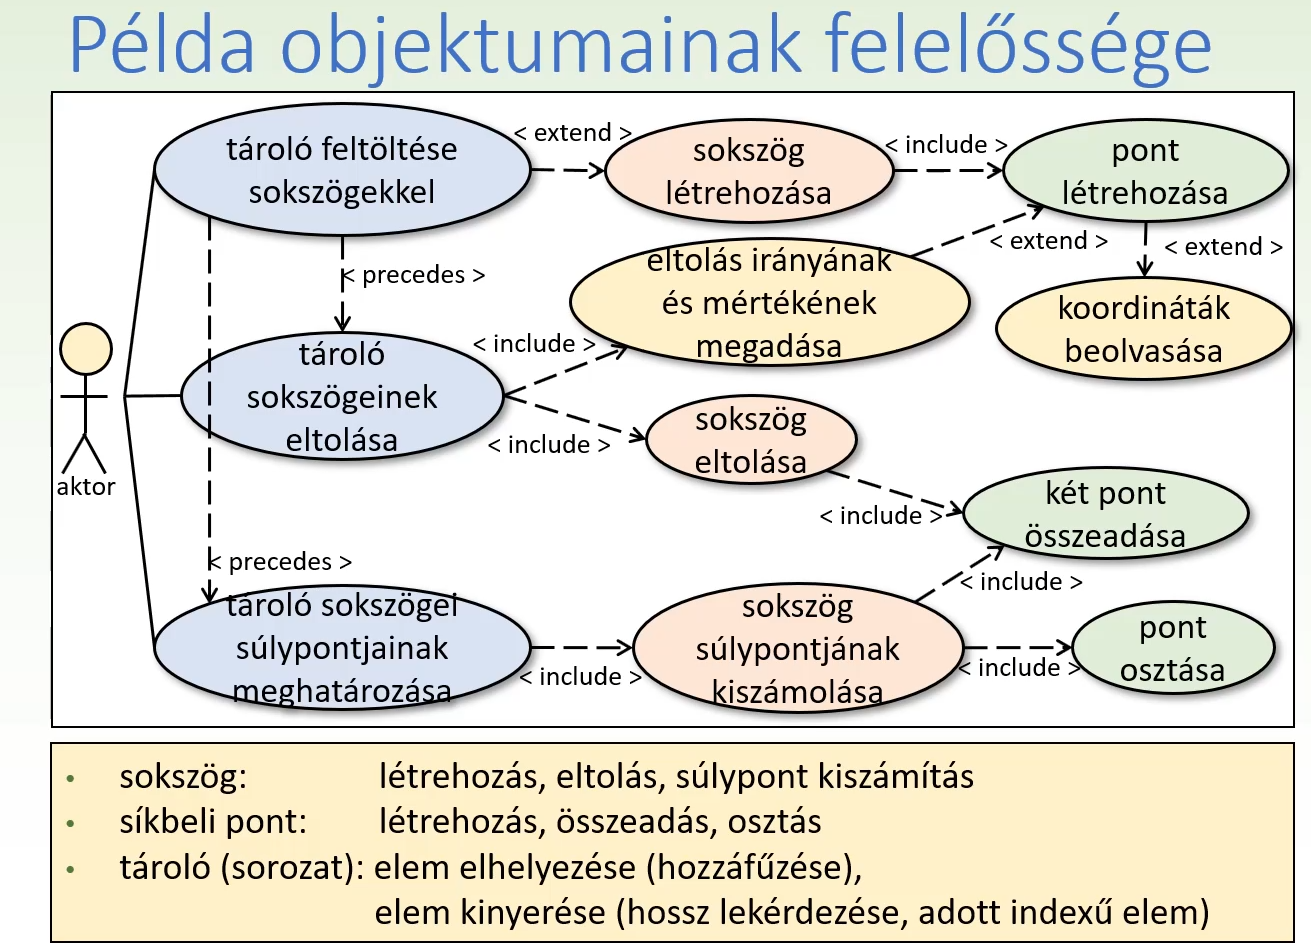 Példa objektumainak felelőssége
tároló feltöltése
sokszögekkel
< extend >
sokszög
létrehozása
< include >
pont
létrehozása
< extend >
< extend >
< precedes >
eltolás irányának
és mértékének
megadása
koordináták
beolvasása
< include >
tároló
sokszögeinek
eltolása
< include >
sokszög
eltolása
aktor
< include >
két pont
összeadása
< precedes >
< include >
tároló sokszögei
súlypontjainak
meghatározása
< include >
sokszög
súlypontjának
kiszámolása
< include >
pont
osztása
• sokszög: létrehozás, eltolás, súlypont kiszámítás
• síkbeli pont: létrehozás, összeadás, osztás
• tároló (sorozat): elem elhelyezése (hozzáfűzése),
elem kinyerése (hossz lekérdezése, adott indexű elem)